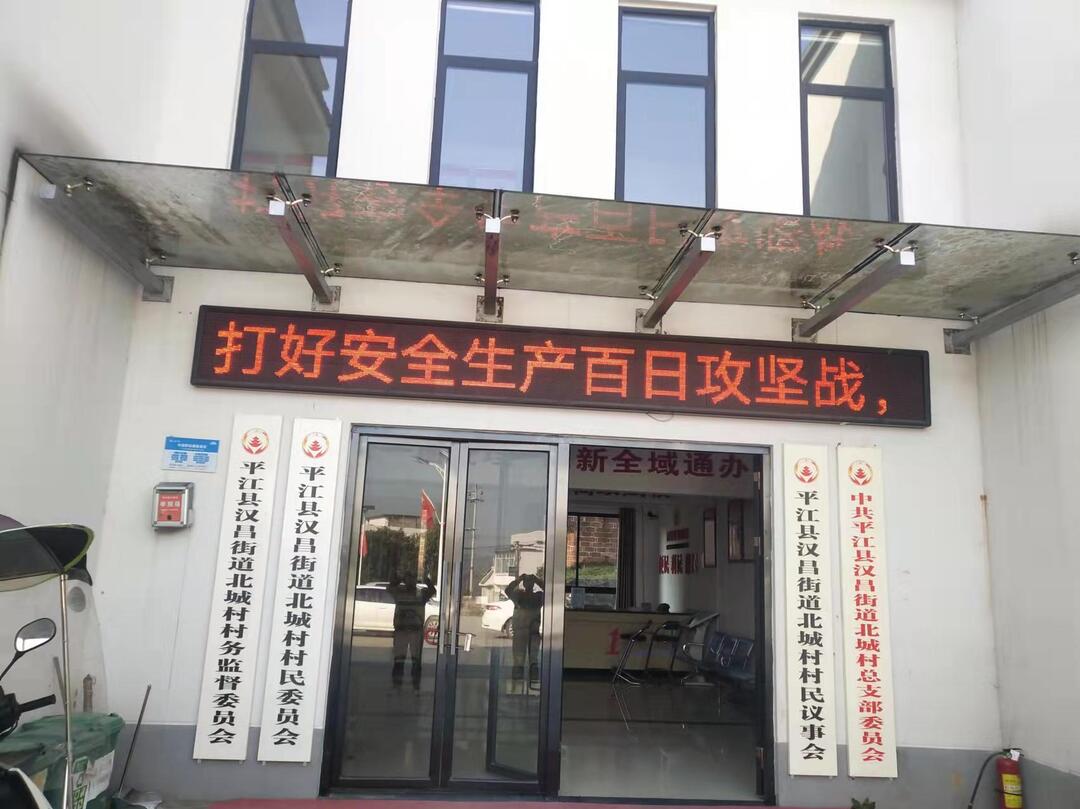 打好安全生产百日攻坚战，
平江县汉昌街道北城村村务监督委员会
平江县汉昌街道北城村村民委员会
新全域通办
平江县汉昌街道北城村村民议事会
中共平江县汉昌街道北城村总支部委员会